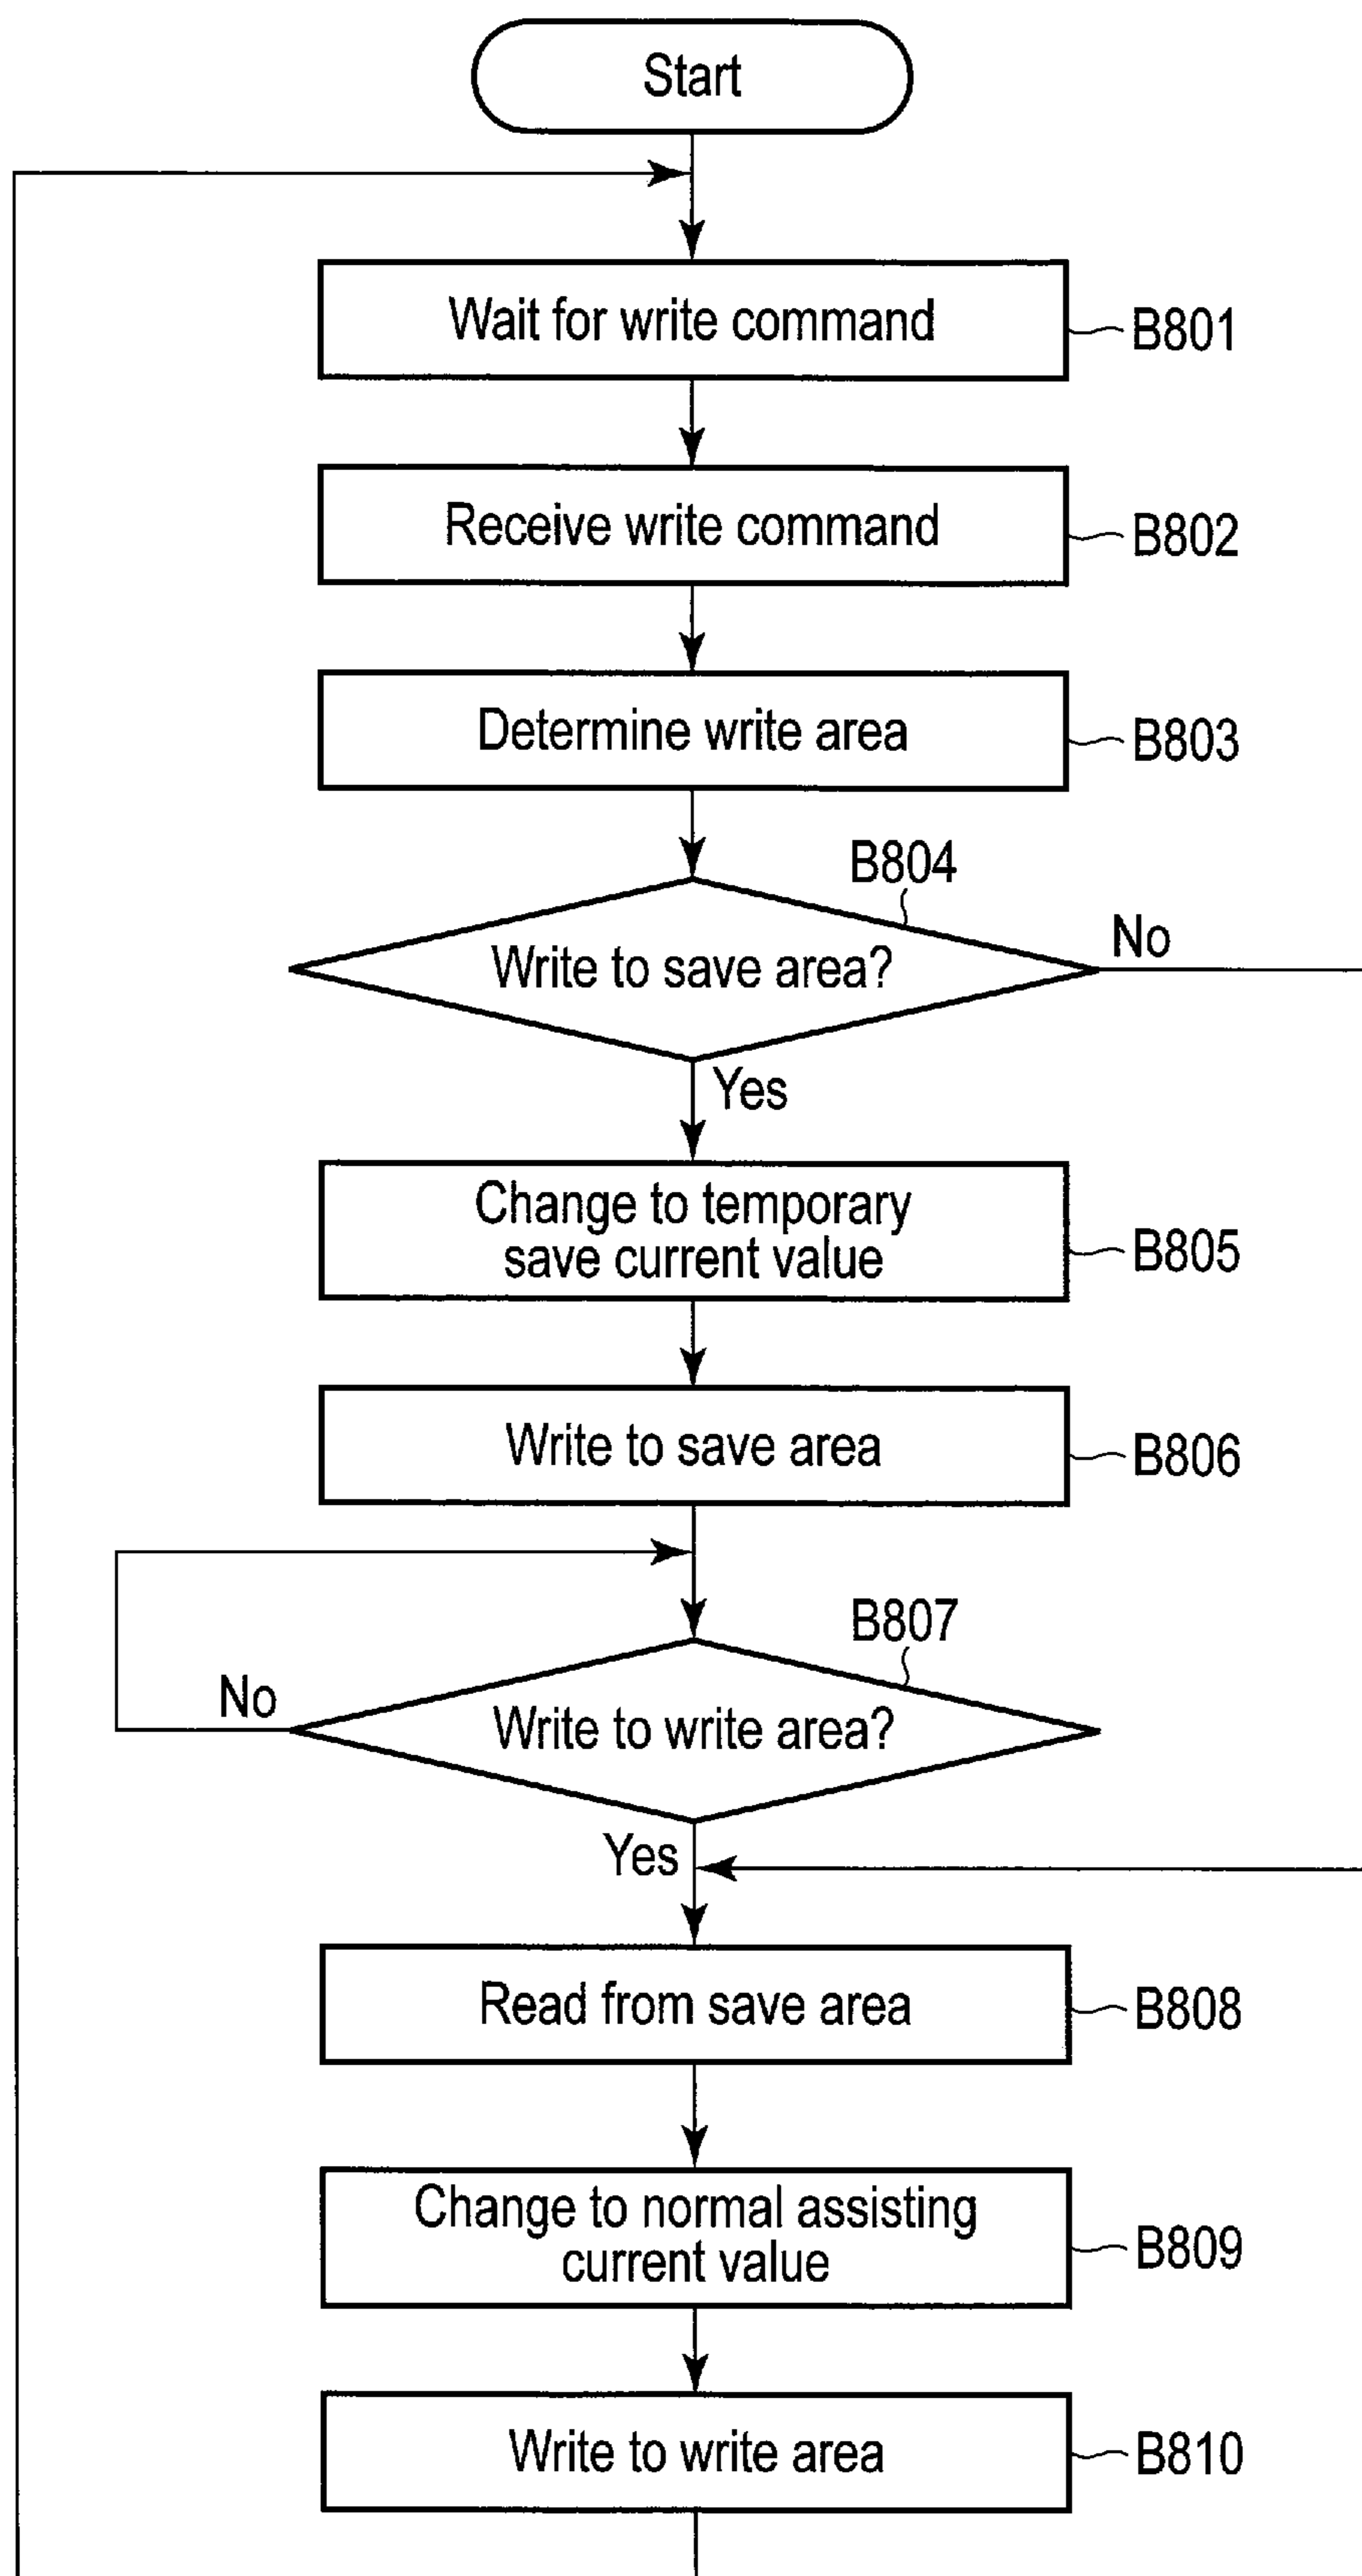 Start
Wait for write command
B801
Receive write command
B802
Determine write area
B803
B804
Write to save area?
No
Yes
Change to temporary
save current value
B805
Write to save area
B806
B807
Write to write area?
No
Yes
Read from save area
B808
Change to normal assisting
current value
B809
Write to write area
B810